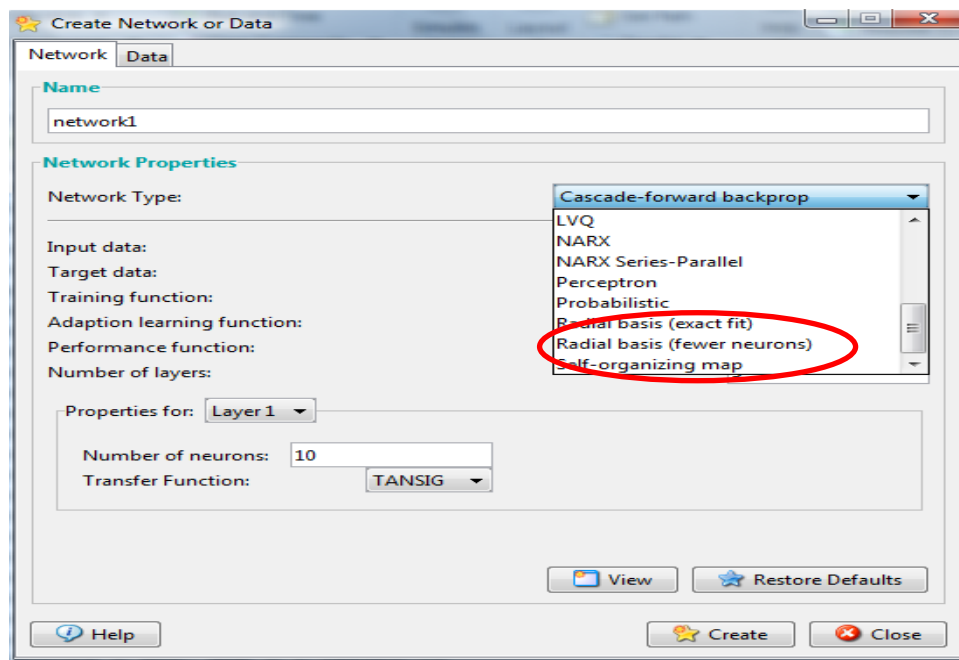 Create Network or Data
Network Data
Name
network1
Network Properties
Network Type: Cascade-forward backprop
LVQ
Input data: NARX
NARX Series-Parallel
Target data:
Perceptron
Training function:
Probabilistic
Adaption learning function: Radial basis (exact fit)
Performance function: Radial basis (fewer neurons)
Number of layers: Self-organizing map
Properties for: Layer 1
Number of neurons: 10
Transfer Function: TANSIG
View Restore Defaults
Help Create Close